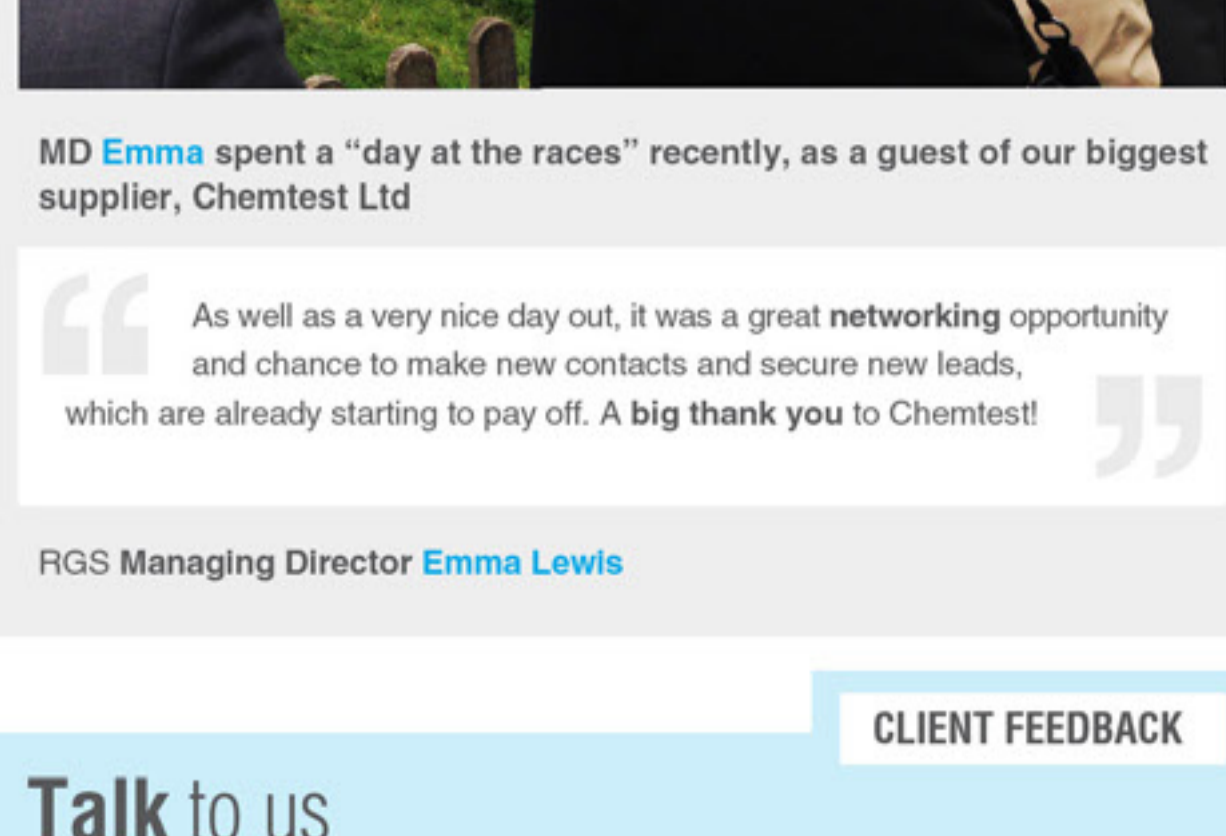 MD Emma spent a “day at the races” recently, as a guest of our biggest
supplier, Chemtest Ltd
“
As well as a very nice day out, it was a great networking opportunity
and chance to make new contacts and secure new leads,
which are already starting to pay off. A big thank you to Chemtest!
”
RGS Managing Director Emma Lewis
CLIENT FEEDBACK
Talk to us